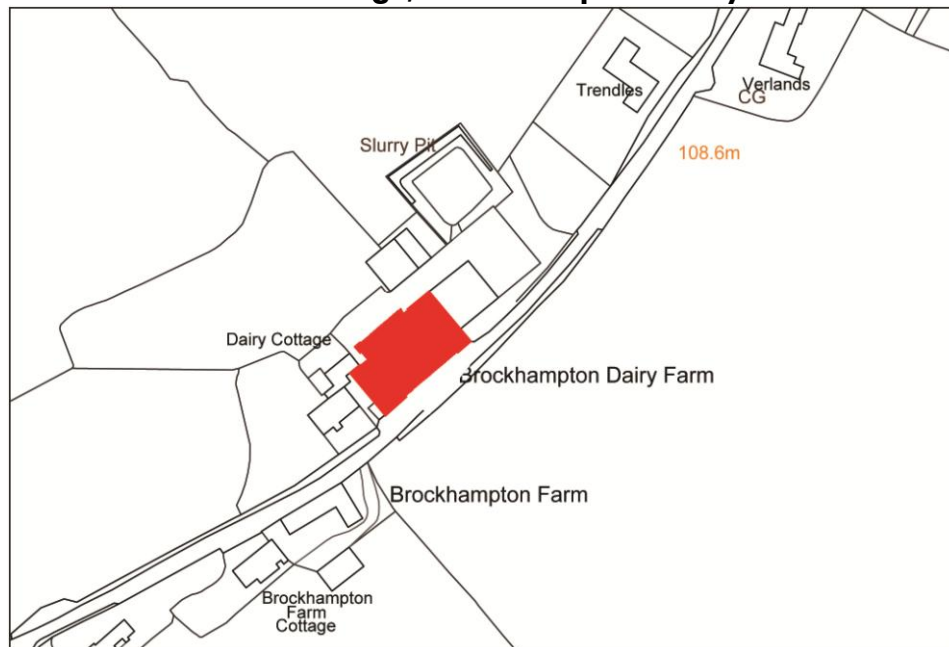 Trendles
Verlands
CG
Slurry Pit
108.6m
Dairy Cottage
Brockhampton Dairy Farm
Brockhampton Farm
Brockhampton
Farm
Cottage